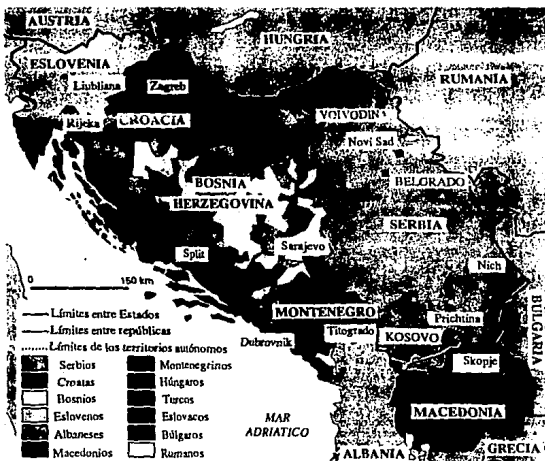 AUSTRIA
HUNGRIA
ESLOVENIA
RUMANIA
Liubliana
Zagreb
Rijeka
CROACIA
VOIVODINA
Novi Sad
BOSNIA
HERZEGOVINA
BELGRADO
SERBIA
Split
Sarajevo
Nich
0 150 km
MONTENEGRO
Prichtina
BULGARIA
Límites entre Estados
Límites entre repúblicas
Límites de los territorios autónomos
Dubrovnik
Titogrado
KOSOVO
Skopje
Serbios
Montenegrinos
Croatas
Húngaros
Bosnios
Turcos
Eslovenos
Eslovacos
Albaneses
Búlgaros
Macedonios
Rumanos
MAR
ADRIATICO
MACEDONIA
ALBANIA
GRECIA